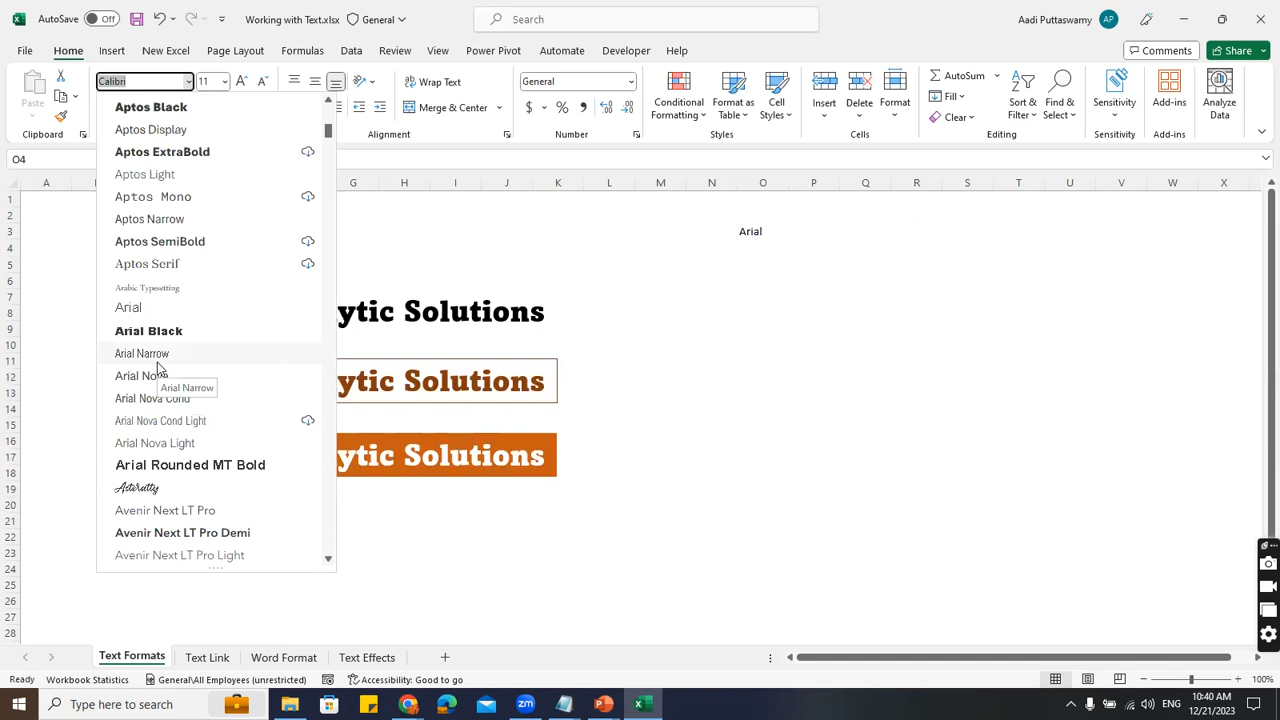 AutoSave Off Working with Text.xlsx General Search Aadi Puttaswamy AP
File Home Insert New Excel Page Layout Formulas Data Review View Power Pivot Automate Developer Help Comments Share
Paste
Clipboard
Calibri 11
Wrap Text
Merge & Center
Alignment
General
$ %
Number
Conditional Formatting
Format as Table
Cell Styles
Styles
Insert Delete Format
Cells
AutoSum
Fill
Clear
Sort & Filter
Find & Select
Editing
Sensitivity
Sensitivity
Add-ins
Add-ins
Analyze Data
O4
A G H I J K L M N O P Q R S T U V W X
1
2
3
4
5
6
7
8
9
10
11
12
13
14
15
16
17
18
19
20
21
22
23
24
25
26
27
28
Aptos Black
Aptos Display
Aptos ExtraBold
Aptos Light
Aptos Mono
Aptos Narrow
Aptos SemiBold
Aptos Serif
Arabic Typesetting
Arial
Arial Black
Arial Narrow
Arial
Arial Narrow
Arial Nova Cond
Arial Nova Cond Light
Arial Nova Light
Arial Rounded MT Bold
Avenir Next LT Pro
Avenir Next LT Pro Demi
Avenir Next LT Pro Light
Arial
ytic Solutions
ytic Solutions
ytic Solutions
Text Formats Text Link Word Format Text Effects
Ready Workbook Statistics General\All Employees (unrestricted) Accessibility: Good to go 100%
Type here to search
zm
ENG
10:40 AM
12/21/2023